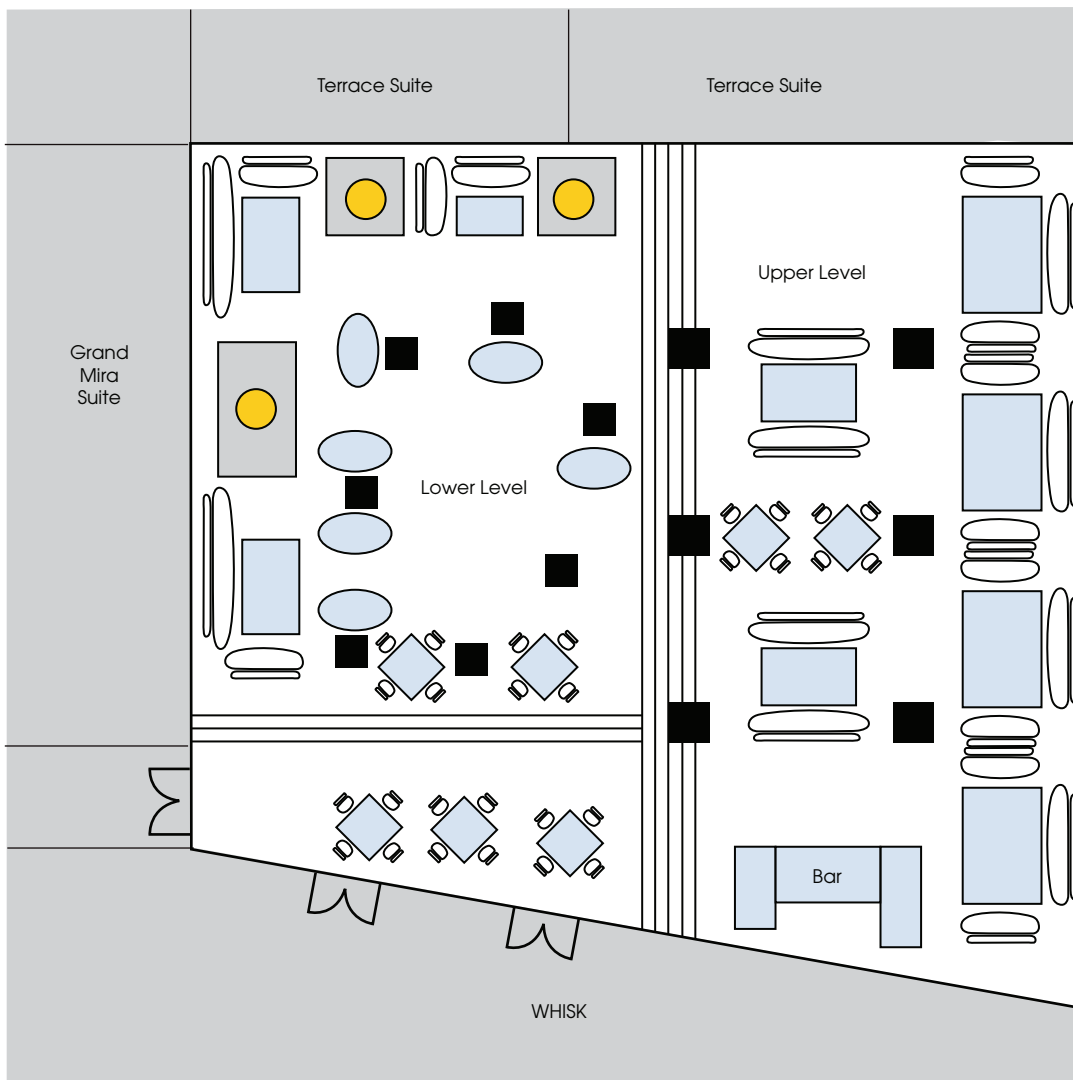 Terrace Suite
Terrace Suite
Upper Level
Grand
Mira
Suite
Lower Level
Bar
WHISK